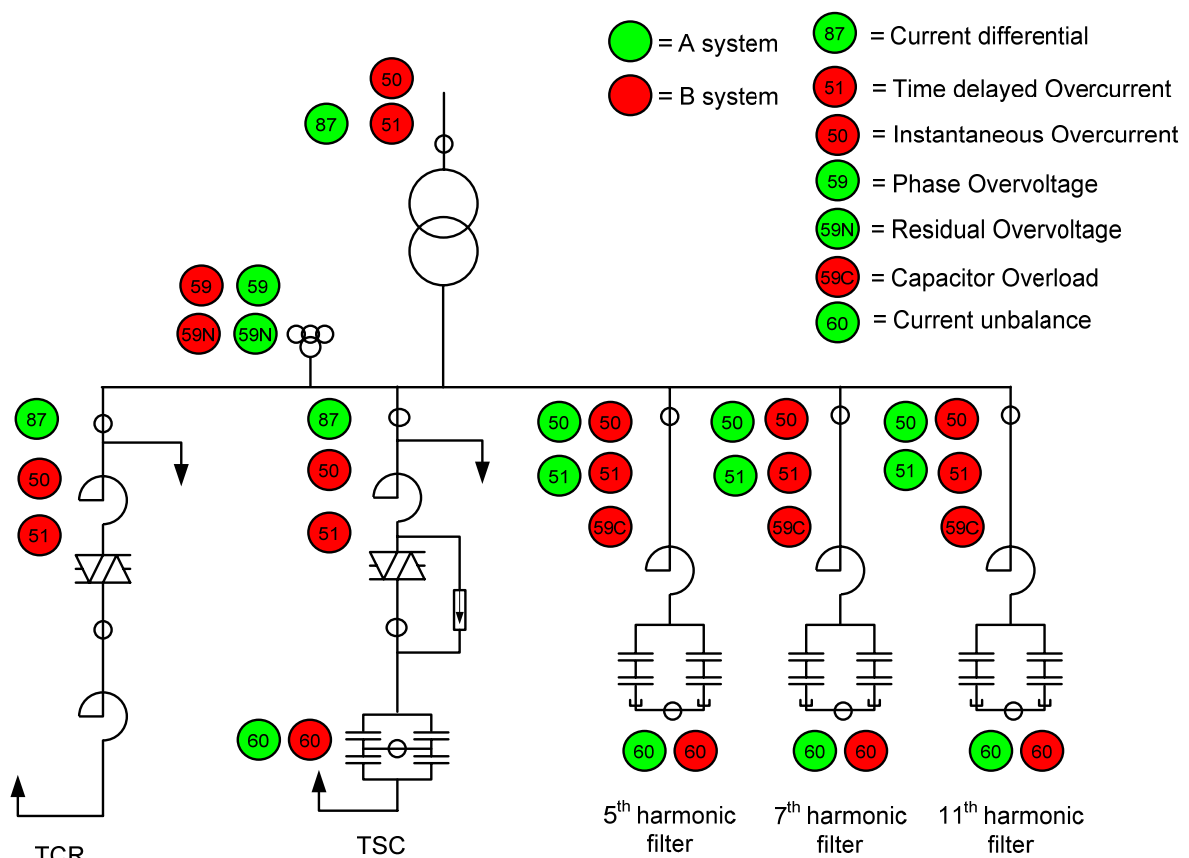 = A system
= B system
87 = Current differential
51 = Time delayed Overcurrent
50 = Instantaneous Overcurrent
59 = Phase Overvoltage
59N = Residual Overvoltage
59C = Capacitor Overload
60 = Current unbalance
50
87 51
59 59
59N 59N
87
50
51
TCR
87
50
51
60 60
TSC
50 50
51 51
59C
60 60
5th harmonic
filter
50 50
51 51
59C
60 60
7th harmonic
filter
50 50
51 51
59C
60 60
11th harmonic
filter